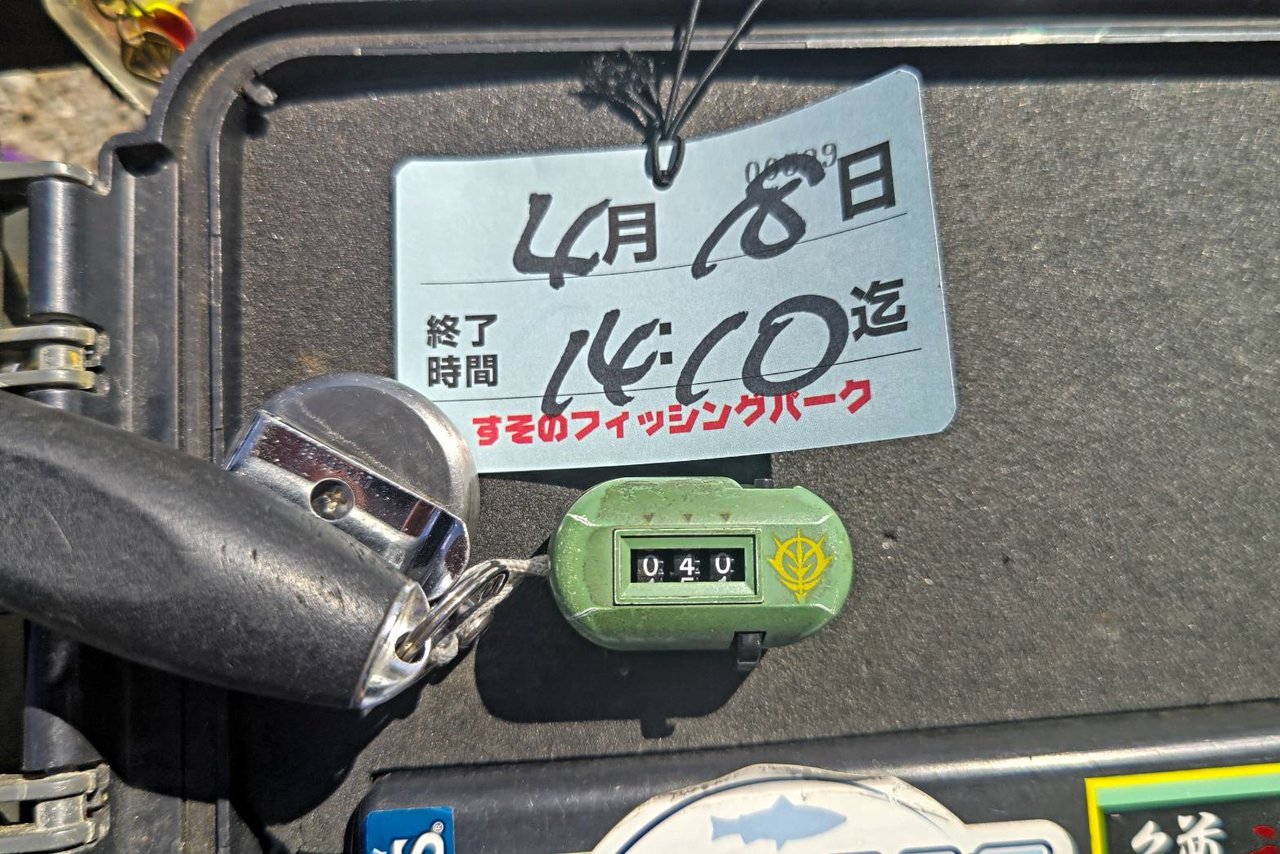 4月 8日
終了
時間 14:10迄
すそのフィッシングパーク
040